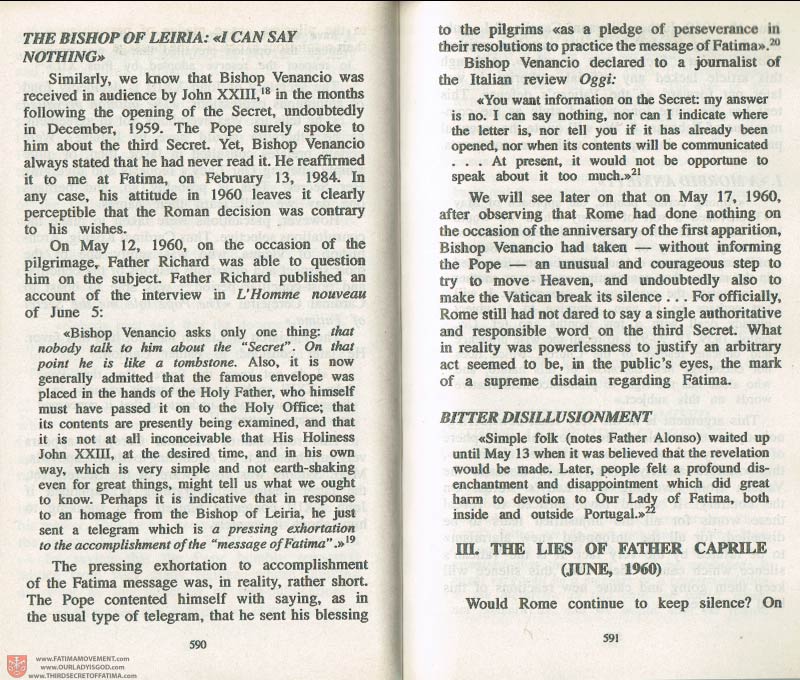 THE BISHOP OF LEIRIA: «I CAN SAY
NOTHING»
Similarly, we know that Bishop Venancio was
received in audience by John XXIII,18 in the months
following the opening of the Secret, undoubtedly
in December, 1959. The Pope surely spoke to
him about the third Secret. Yet, Bishop Venancio
always stated that he had never read it. He reaffirmed
it to me at Fatima, on February 13, 1984. In
any case, his attitude in 1960 leaves it clearly
perceptible that the Roman decision was contrary
to his wishes.
On May 12, 1960, on the occasion of the
pilgrimage, Father Richard was able to question
him on the subject. Father Richard published an
account of the interview in L'Homme nouveau
of June 5:
«Bishop Venancio asks only one thing: that
nobody talk to him about the "Secret". On that
point he is like a tombstone. Also, it is now
generally admitted that the famous envelope was
placed in the hands of the Holy Father, who himself
must have passed it on to the Holy Office; that
its contents are presently being examined, and that
it is not at all inconceivable that His Holiness
John XXIII, at the desired time, and in his own
way, which is very simple and not earth-shaking
even for great things, might tell us what we ought
to know. Perhaps it is indicative that in response
to an homage from the Bishop of Leiria, he just
sent a telegram which is a pressing exhortation
to the accomplishment of the "message of Fatima".»19
The pressing exhortation to accomplishment
of the Fatima message was, in reality, rather short.
The Pope contented himself with saying, as in
the usual type of telegram, that he sent his blessing
590
www.FATIMAMOVEMENT.com
www.OURLADYISGOD.com
www.THIRDSECRETOFFATIMA.com
to the pilgrims «as a pledge of perseverance in
their resolutions to practice the message of Fatima».20
Bishop Venancio declared to a journalist of
the Italian review Oggi:
«You want information on the Secret: my answer
is no. I can say nothing, nor can I indicate where
the letter is, nor tell you if it has already been
opened, nor when its contents will be communicated
. . . At present, it would not be opportune to
speak about it too much.»21
We will see later on that on May 17, 1960,
after observing that Rome had done nothing on
the occasion of the anniversary of the first apparition,
Bishop Venancio had taken — without informing
the Pope — an unusual and courageous step to
try to move Heaven, and undoubtedly also to
make the Vatican break its silence . . . For officially,
Rome still had not dared to say a single authoritative
and responsible word on the third Secret. What
in reality was powerlessness to justify an arbitrary
act seemed to be, in the public's eyes, the mark
of a supreme disdain regarding Fatima.
BITTER DISILLUSIONMENT
«Simple folk (notes Father Alonso) waited up
until May 13 when it was believed that the revelation
would be made. Later, people felt a profound dis-
enchantment and disappointment which did great
harm to devotion to Our Lady of Fatima, both
inside and outside Portugal.»22
III. THE LIES OF FATHER CAPRILE
(JUNE, 1960)
Would Rome continue to keep silence? On
591